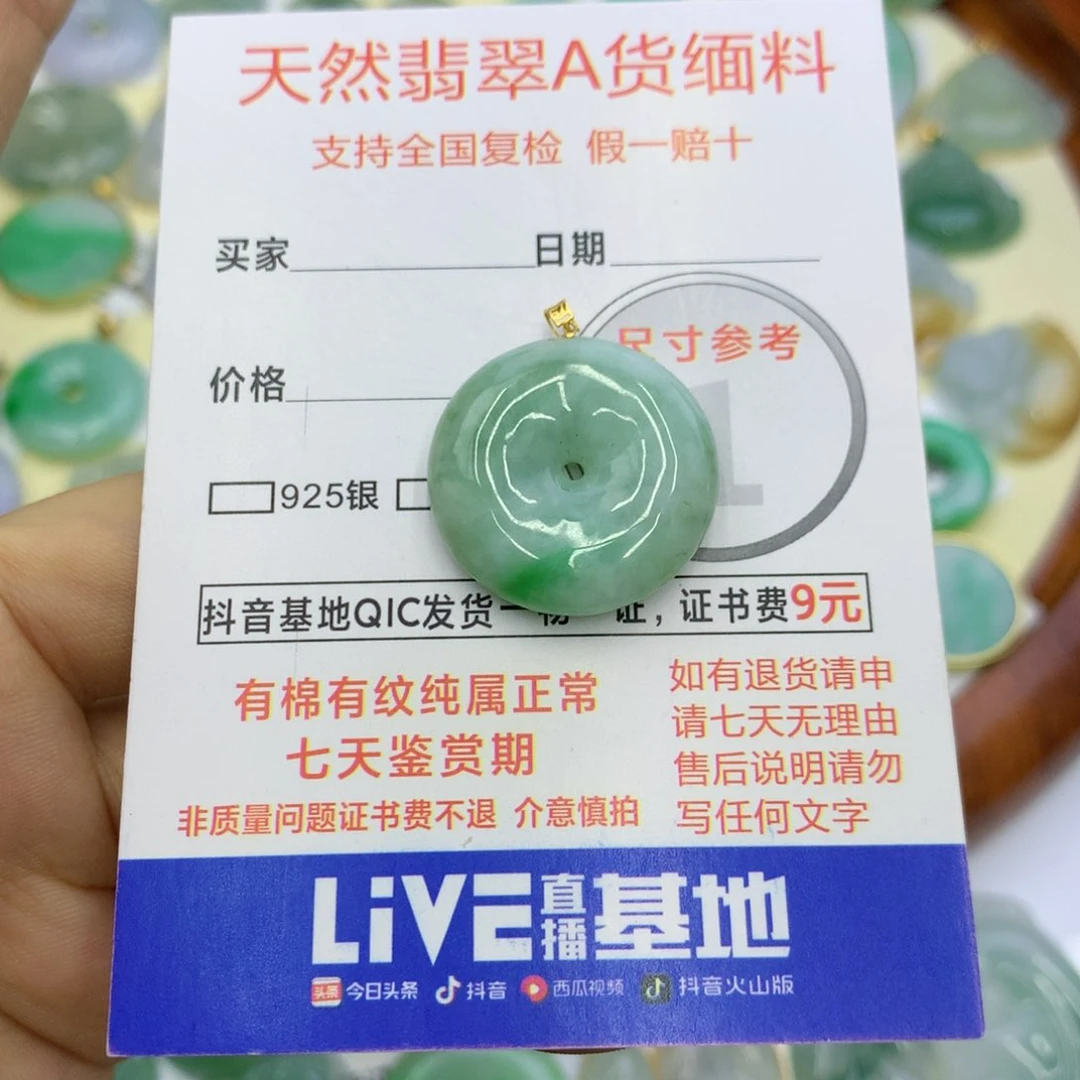 天然翡翠A货缅料
支持全国复检 假一赔十
买家 日期
尺寸参考
价格
925银
抖音基地QIC发货一物一证，证书费9元
有棉有纹纯属正常
七天鉴赏期
非质量问题证书费不退 介意慎拍
如有退货请申
请七天无理由
售后说明请勿
写任何文字
LiVE直播基地
头条 今日头条 抖音 西瓜视频 抖音火山版